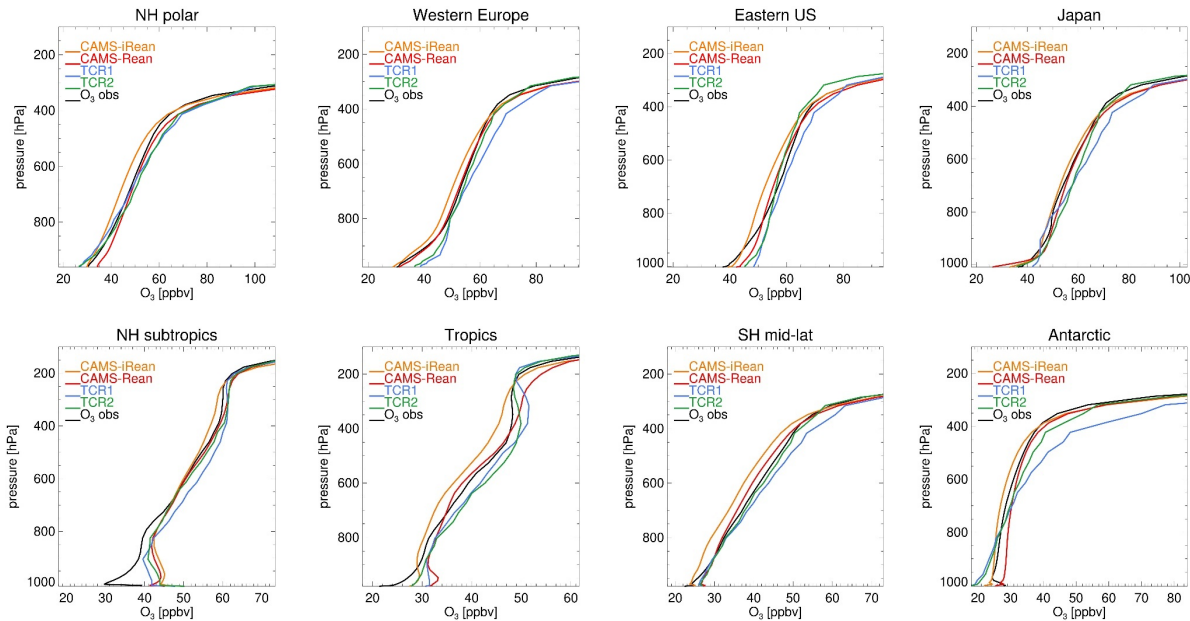 NH polar
200
400
600
800
pressure [hPa]
CAMS-iRean
CAMS-Rean
TCR1
TCR2
O₃ obs
20 40 60 80 100
O₃ [ppbv]
Western Europe
200
400
600
800
pressure [hPa]
CAMS-iRean
CAMS-Rean
TCR1
TCR2
O₃ obs
20 40 60 80
O₃ [ppbv]
Eastern US
200
400
600
800
1000
pressure [hPa]
CAMS-iRean
CAMS-Rean
TCR1
TCR2
O₃ obs
20 40 60 80
O₃ [ppbv]
Japan
200
400
600
800
1000
pressure [hPa]
CAMS-iRean
CAMS-Rean
TCR1
TCR2
O₃ obs
20 40 60 80 100
O₃ [ppbv]
NH subtropics
200
400
600
800
1000
pressure [hPa]
CAMS-iRean
CAMS-Rean
TCR1
TCR2
O₃ obs
20 30 40 50 60 70
O₃ [ppbv]
Tropics
200
400
600
800
pressure [hPa]
CAMS-iRean
CAMS-Rean
TCR1
TCR2
O₃ obs
20 30 40 50 60
O₃ [ppbv]
SH mid-lat
200
400
600
800
pressure [hPa]
CAMS-iRean
CAMS-Rean
TCR1
TCR2
O₃ obs
20 30 40 50 60 70
O₃ [ppbv]
Antarctic
200
400
600
800
1000
pressure [hPa]
CAMS-iRean
CAMS-Rean
TCR1
TCR2
O₃ obs
20 30 40 50 60 70 80
O₃ [ppbv]